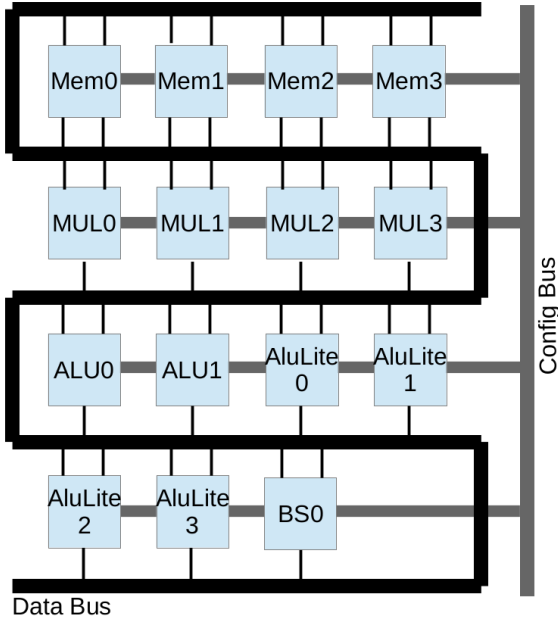 Mem0
Mem1
Mem2
Mem3
MUL0
MUL1
MUL2
MUL3
ALU0
ALU1
AluLite
0
AluLite
1
AluLite
2
AluLite
3
BS0
Config Bus
Data Bus